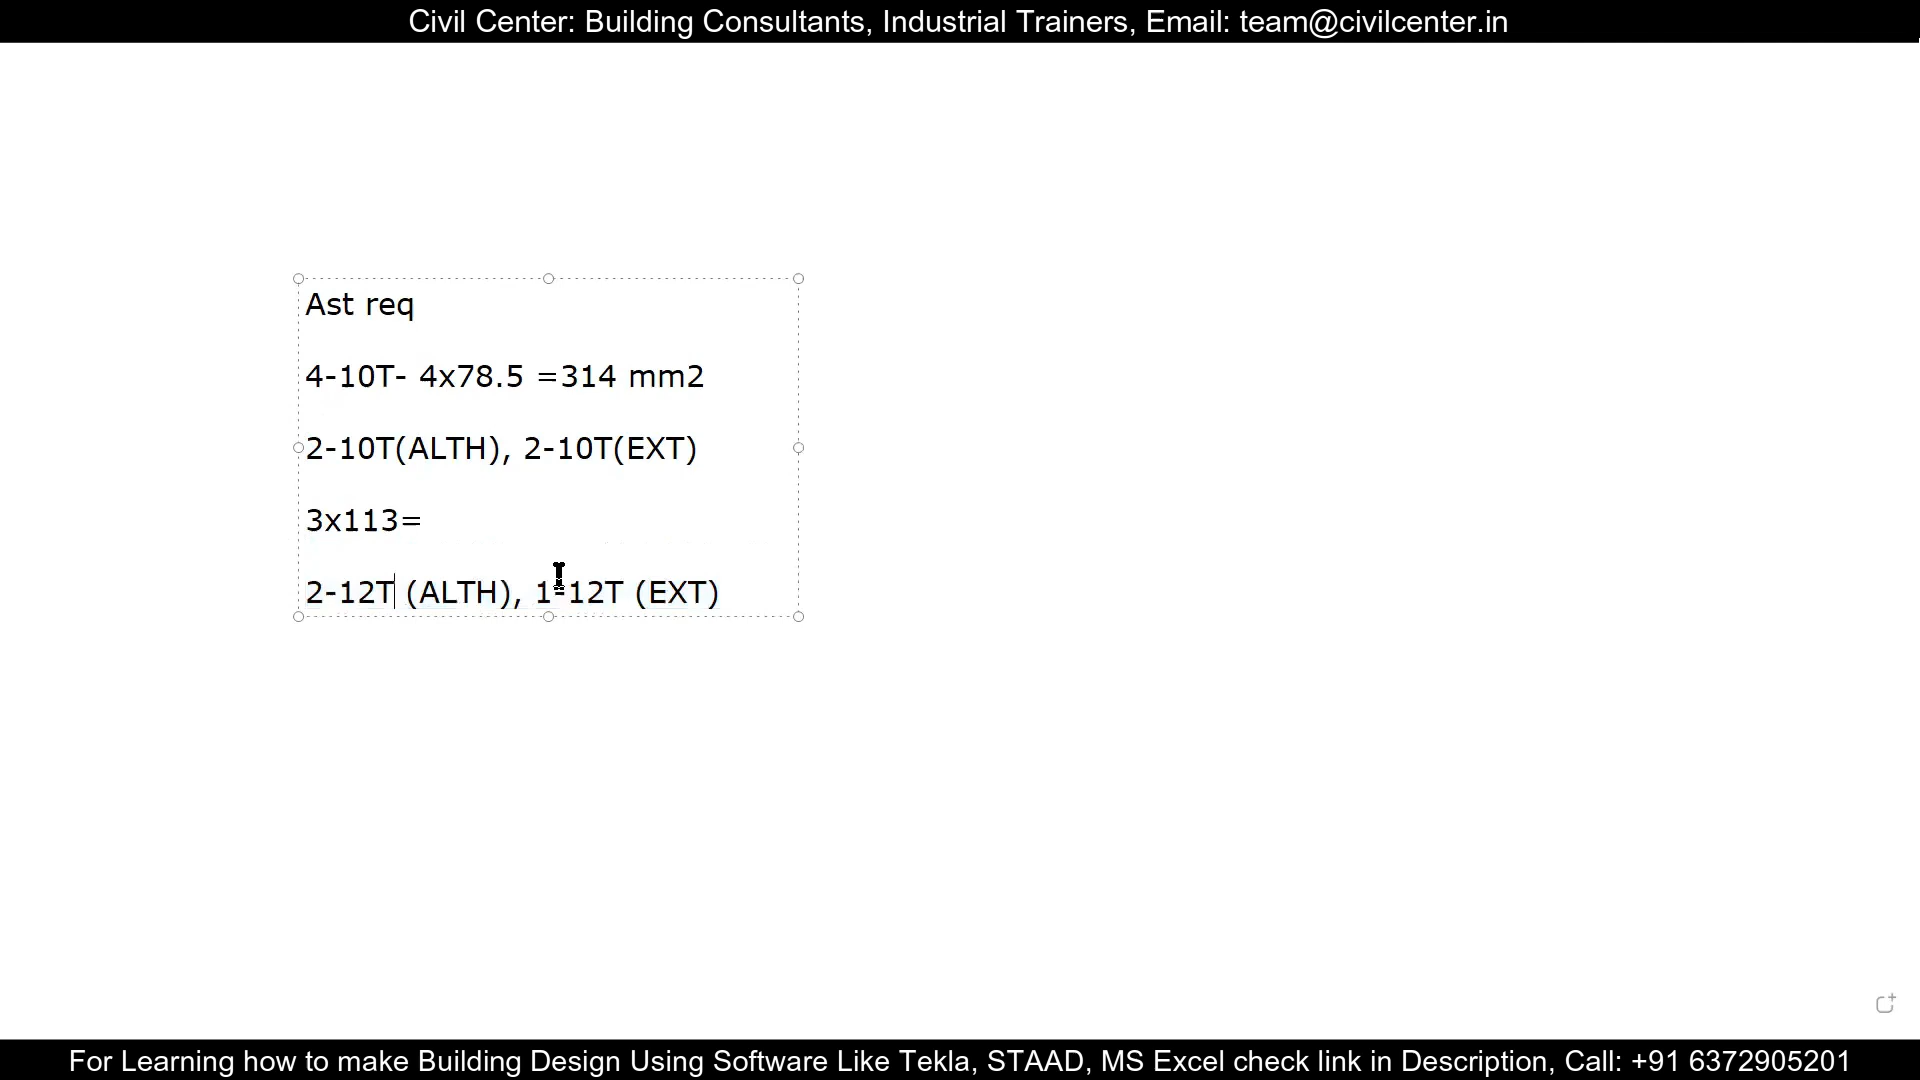 Civil Center: Building Consultants, Industrial Trainers, Email: team@civilcenter.in
Ast req
4-10T- 4x78.5 =314 mm2
2-10T(ALTH), 2-10T(EXT)
3x113=
2-12T (ALTH), 1-12T (EXT)
For Learning how to make Building Design Using Software Like Tekla, STAAD, MS Excel check link in Description, Call: +91 6372905201